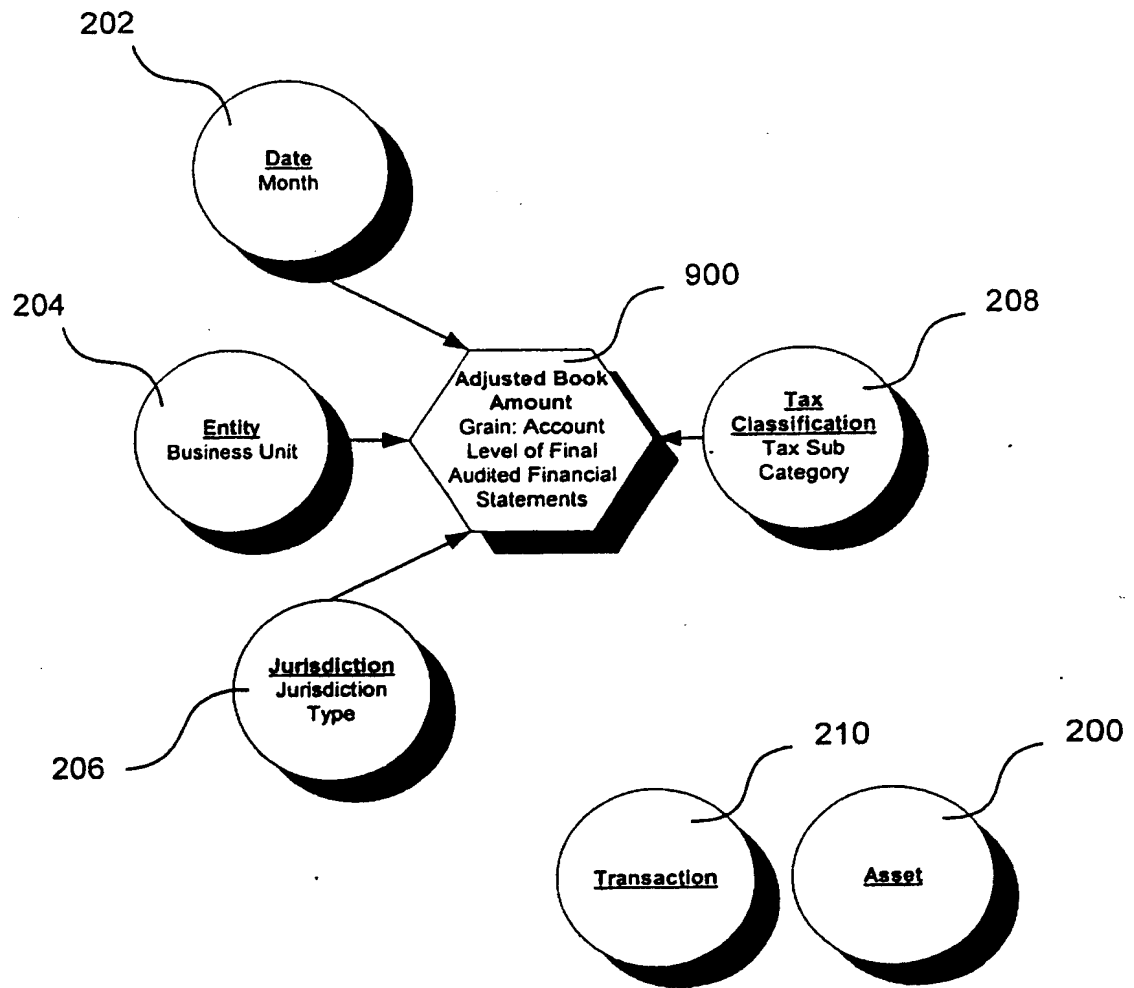 202
Date
Month
900
204
208
Adjusted Book
Amount
Grain: Account
Level of Final
Audited Financial
Statements
Entity
Business Unit
Tax
Classification
Tax Sub
Category
Jurisdiction
Jurisdiction
Type
206
210
200
Transaction
Asset